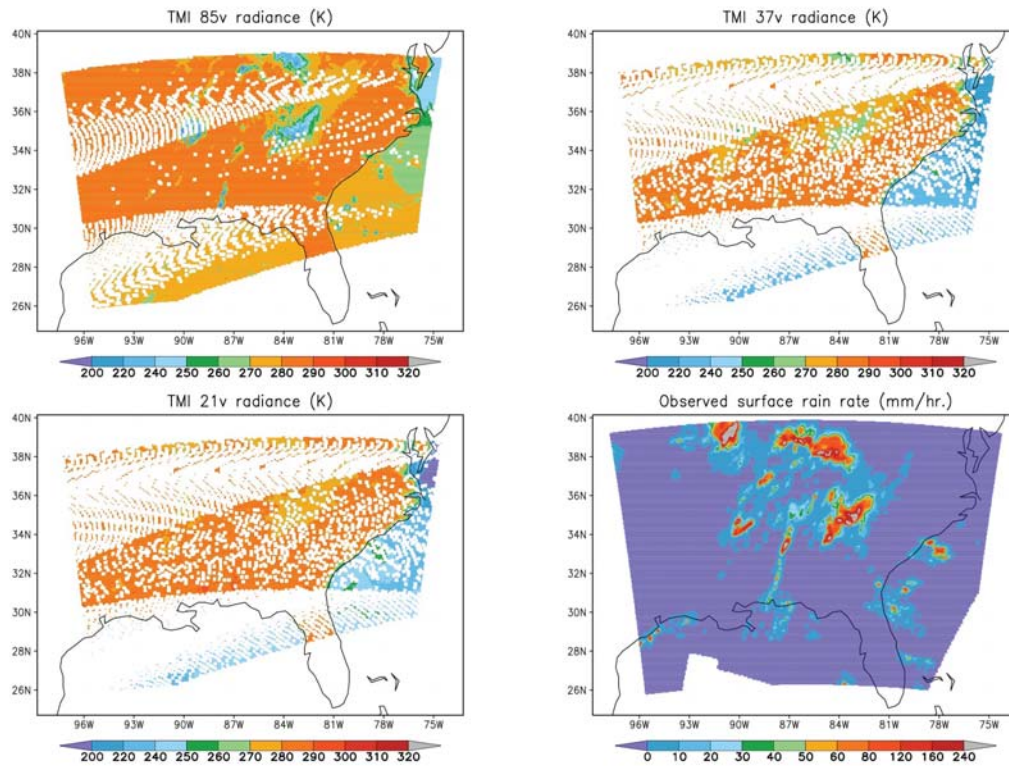 TMI 85v radiance (K)
40N
38N
36N
34N
32N
30N
28N
26N
96W 93W 90W 87W 84W 81W 78W 75W
200 220 240 250 260 270 280 290 300 310 320
TMI 37v radiance (K)
40N
38N
36N
34N
32N
30N
28N
26N
96W 93W 90W 87W 84W 81W 78W 75W
200 220 240 250 260 270 280 290 300 310 320
TMI 21v radiance (K)
40N
38N
36N
34N
32N
30N
28N
26N
96W 93W 90W 87W 84W 81W 78W 75W
200 220 240 250 260 270 280 290 300 310 320
Observed surface rain rate (mm/hr.)
40N
38N
36N
34N
32N
30N
28N
26N
96W 93W 90W 87W 84W 81W 78W 75W
0 10 20 30 40 50 60 80 120 160 240